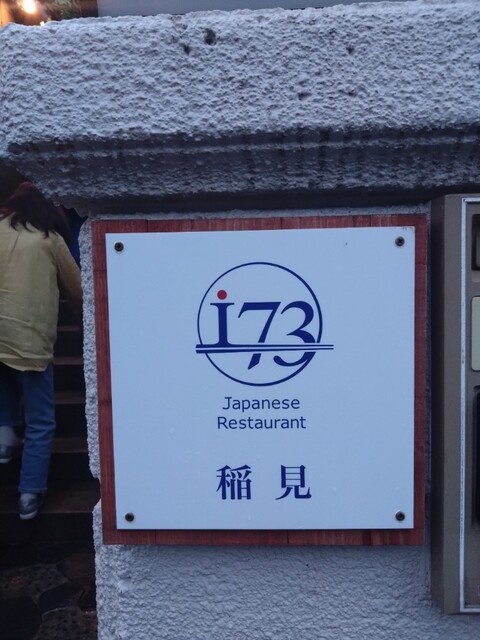 i73
Japanese
Restaurant
稲見